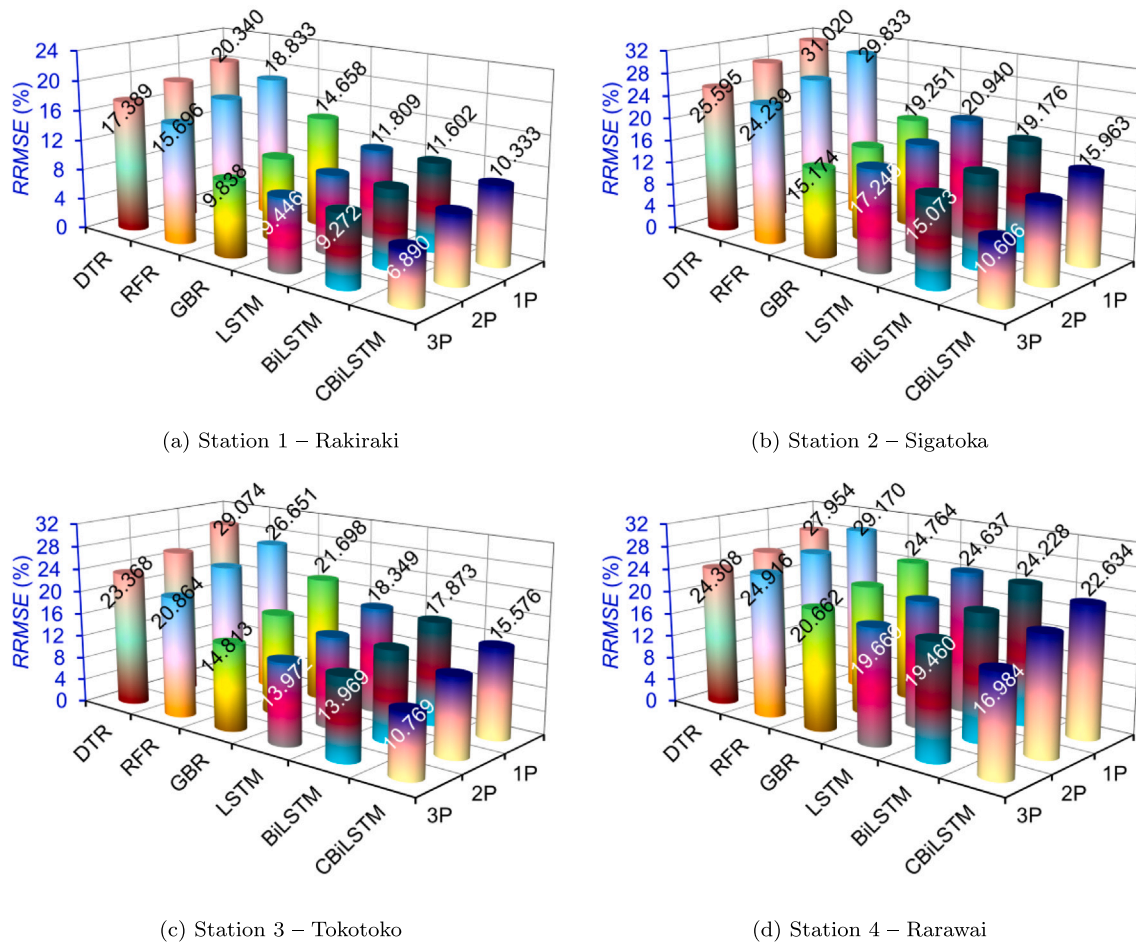 24
20
16
12
8
4
0
RRMSE (%)
17.389
15.696
9.838
9.446
9.272
6.890
20.340
18.833
14.658
11.809
11.602
10.333
DTR
RFR
GBR
LSTM
BiLSTM
CBiLSTM
3P
2P
1P
(a) Station 1 – Rakiraki
32
28
24
20
16
12
8
4
0
RRMSE (%)
25.595
24.239
15.174
17.245
15.073
10.606
31.020
29.833
19.251
20.940
19.176
15.963
DTR
RFR
GBR
LSTM
BiLSTM
CBiLSTM
3P
2P
1P
(b) Station 2 – Sigatoka
32
28
24
20
16
12
8
4
0
RRMSE (%)
23.368
20.864
14.813
13.972
13.969
10.769
29.074
26.651
21.698
18.349
17.873
15.576
DTR
RFR
GBR
LSTM
BiLSTM
CBiLSTM
3P
2P
1P
(c) Station 3 – Tokotoko
32
28
24
20
16
12
8
4
0
RRMSE (%)
24.308
24.916
20.662
19.460
16.984
27.954
29.170
24.764
24.637
24.228
22.634
DTR
RFR
GBR
LSTM
BiLSTM
CBiLSTM
3P
2P
1P
(d) Station 4 – Rarawai